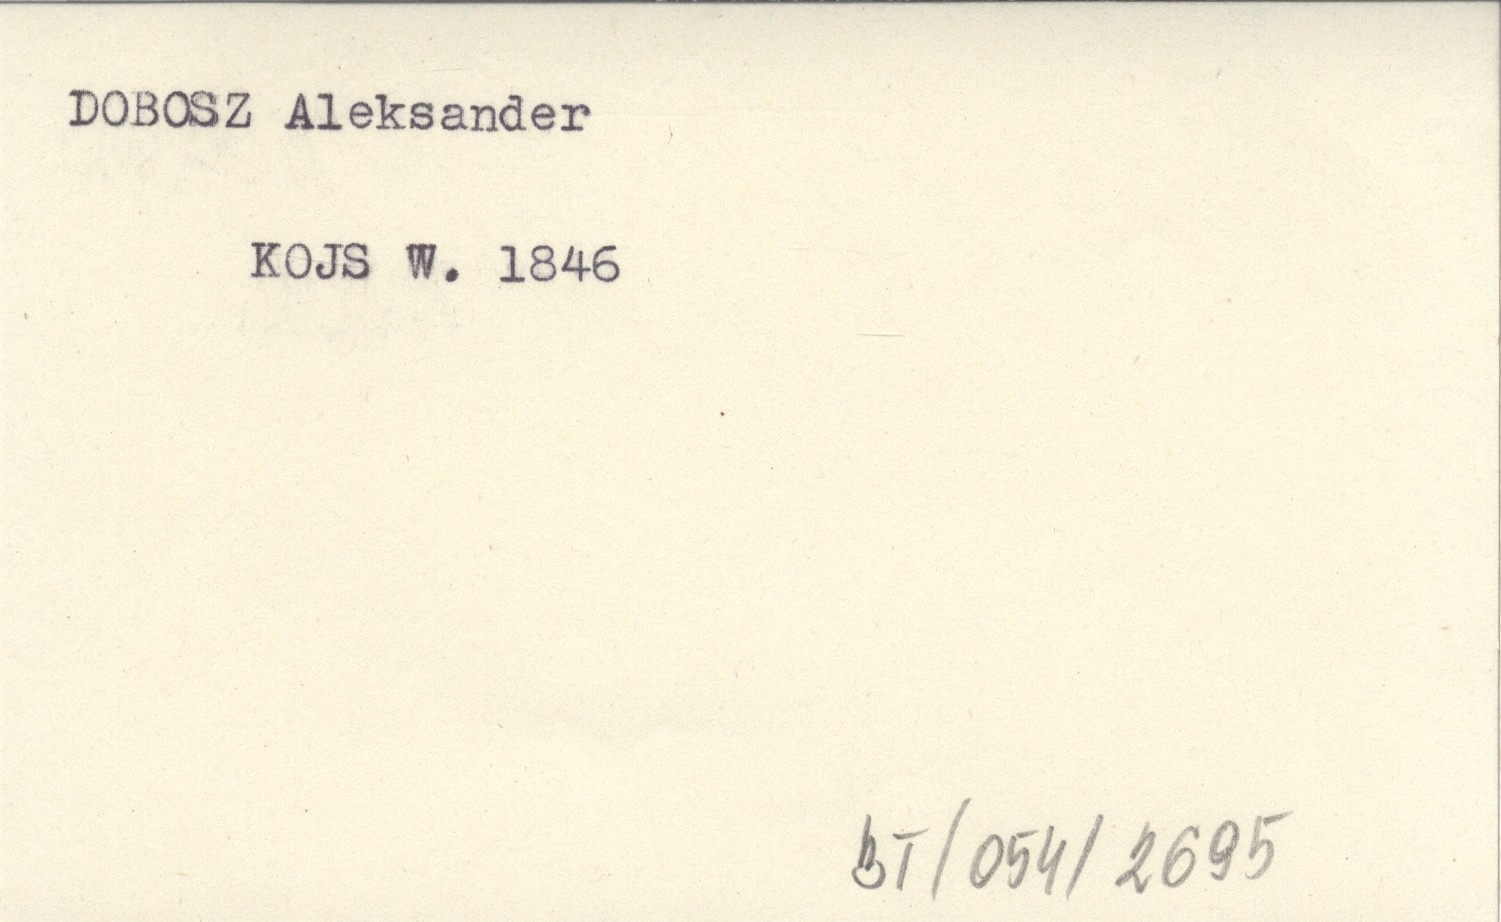 DOBOSZ Aleksander
KOJS W. 1846
BT/054/2695